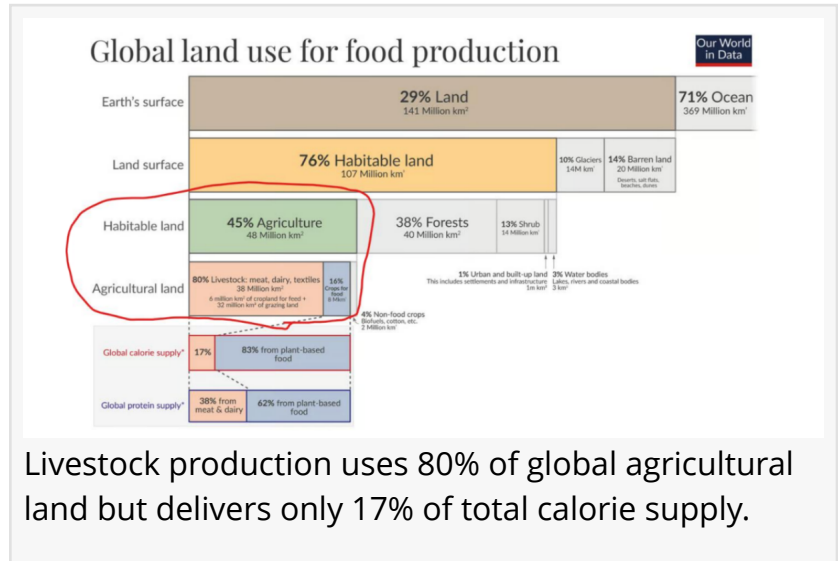 Global land use for food production
Our World
in Data
Earth's surface
29% Land
141 Million km²
71% Ocean
369 Million km²
Land surface
76% Habitable land
107 Million km²
10% Glaciers
14M km²
14% Barren land
20 Million km²
Deserts, salt flats,
beaches, dunes
Habitable land
45% Agriculture
48 Million km²
38% Forests
40 Million km²
13% Shrub
14 Million km²
1% Urban and built-up land
This includes settlements and infrastructure
1m km²
3% Water bodies
Lakes, rivers and coastal bodies
3 km²
Agricultural land
80% Livestock: meat, dairy, textiles
38 Million km²
6 million km² of cropland for feed +
32 million km² of grazing land
16%
Crops for
food
8 Mkm²
4% Non-food crops
Biofuels, cotton, etc.
2 Million km²
Global calorie supply*
17%
83% from plant-based
food
Global protein supply*
38% from
meat & dairy
62% from plant-based
food
Livestock production uses 80% of global agricultural
land but delivers only 17% of total calorie supply.